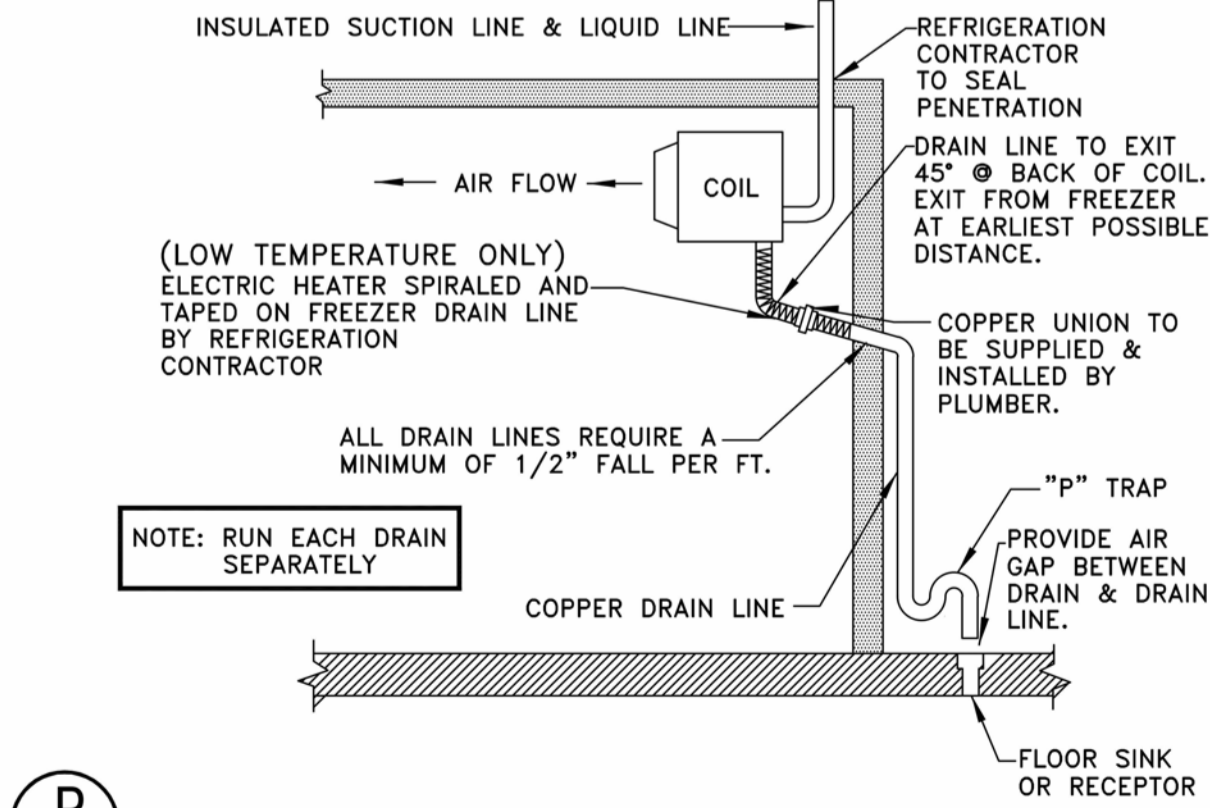 INSULATED SUCTION LINE & LIQUID LINE
REFRIGERATION
CONTRACTOR
TO SEAL
PENETRATION
DRAIN LINE TO EXIT
45° @ BACK OF COIL.
EXIT FROM FREEZER
AT EARLIEST POSSIBLE
DISTANCE.
AIR FLOW
COIL
(LOW TEMPERATURE ONLY)
ELECTRIC HEATER SPIRALED AND
TAPED ON FREEZER DRAIN LINE
BY REFRIGERATION
CONTRACTOR
COPPER UNION TO
BE SUPPLIED &
INSTALLED BY
PLUMBER.
ALL DRAIN LINES REQUIRE A
MINIMUM OF 1/2" FALL PER FT.
"P" TRAP
NOTE: RUN EACH DRAIN
SEPARATELY
PROVIDE AIR
GAP BETWEEN
DRAIN & DRAIN
LINE.
COPPER DRAIN LINE
FLOOR SINK
OR RECEPTOR